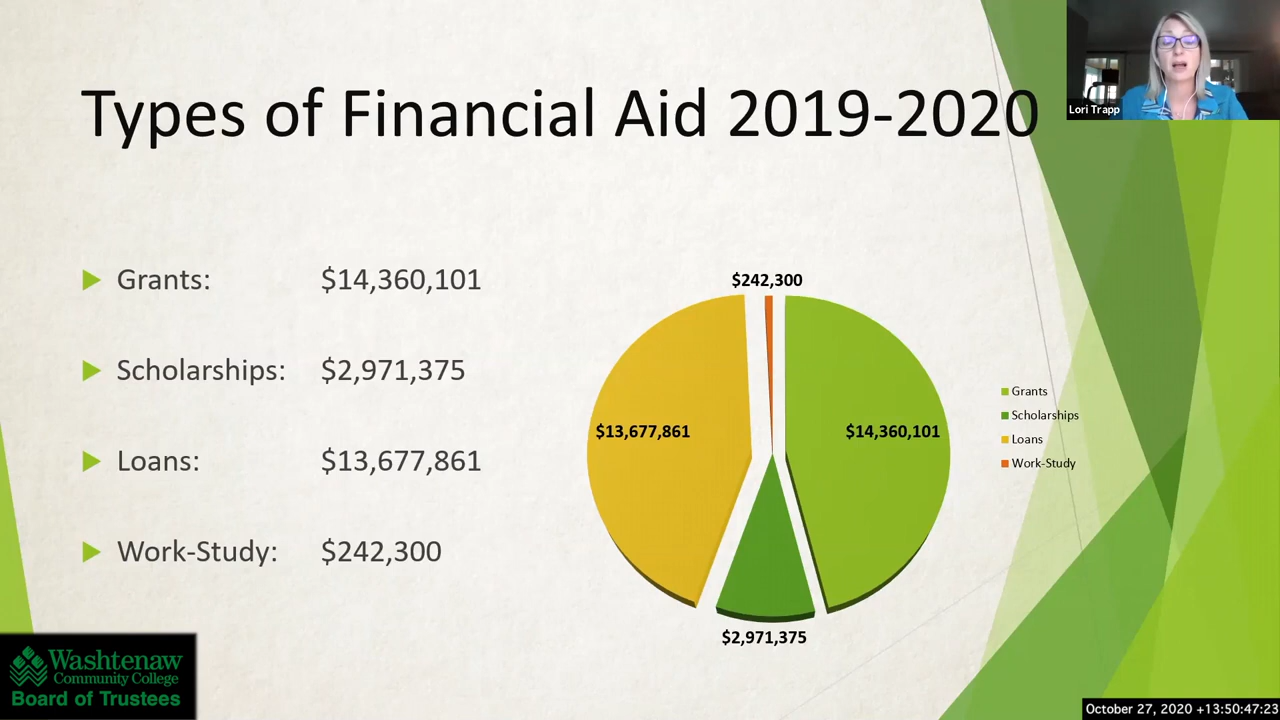 Types of Financial Aid 2019-2020
Lori Trapp
Grants: $14,360,101
Scholarships: $2,971,375
Loans: $13,677,861
Work-Study: $242,300
$242,300
$13,677,861
$14,360,101
$2,971,375
Grants
Scholarships
Loans
Work-Study
Washtenaw
Community College
Board of Trustees
October 27, 2020 +13:50:47:23